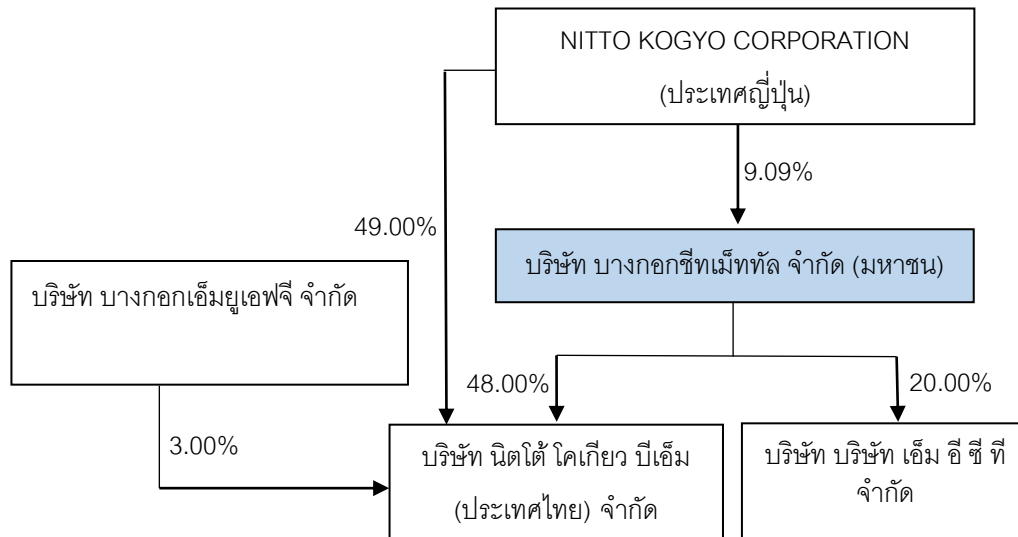 NITTO KOGYO CORPORATION
(ประเทศญี่ปุ่น)
9.09%
49.00%
บริษัท บางกอกชีทเม็ททัล จำกัด (มหาชน)
บริษัท บางกอกเอ็มยูเอฟจี จำกัด
48.00%
20.00%
3.00%
บริษัท นิตโต้ โคเกียว บีเอ็ม
(ประเทศไทย) จำกัด
บริษัท บริษัท เอ็ม อี ซี ที
จำกัด